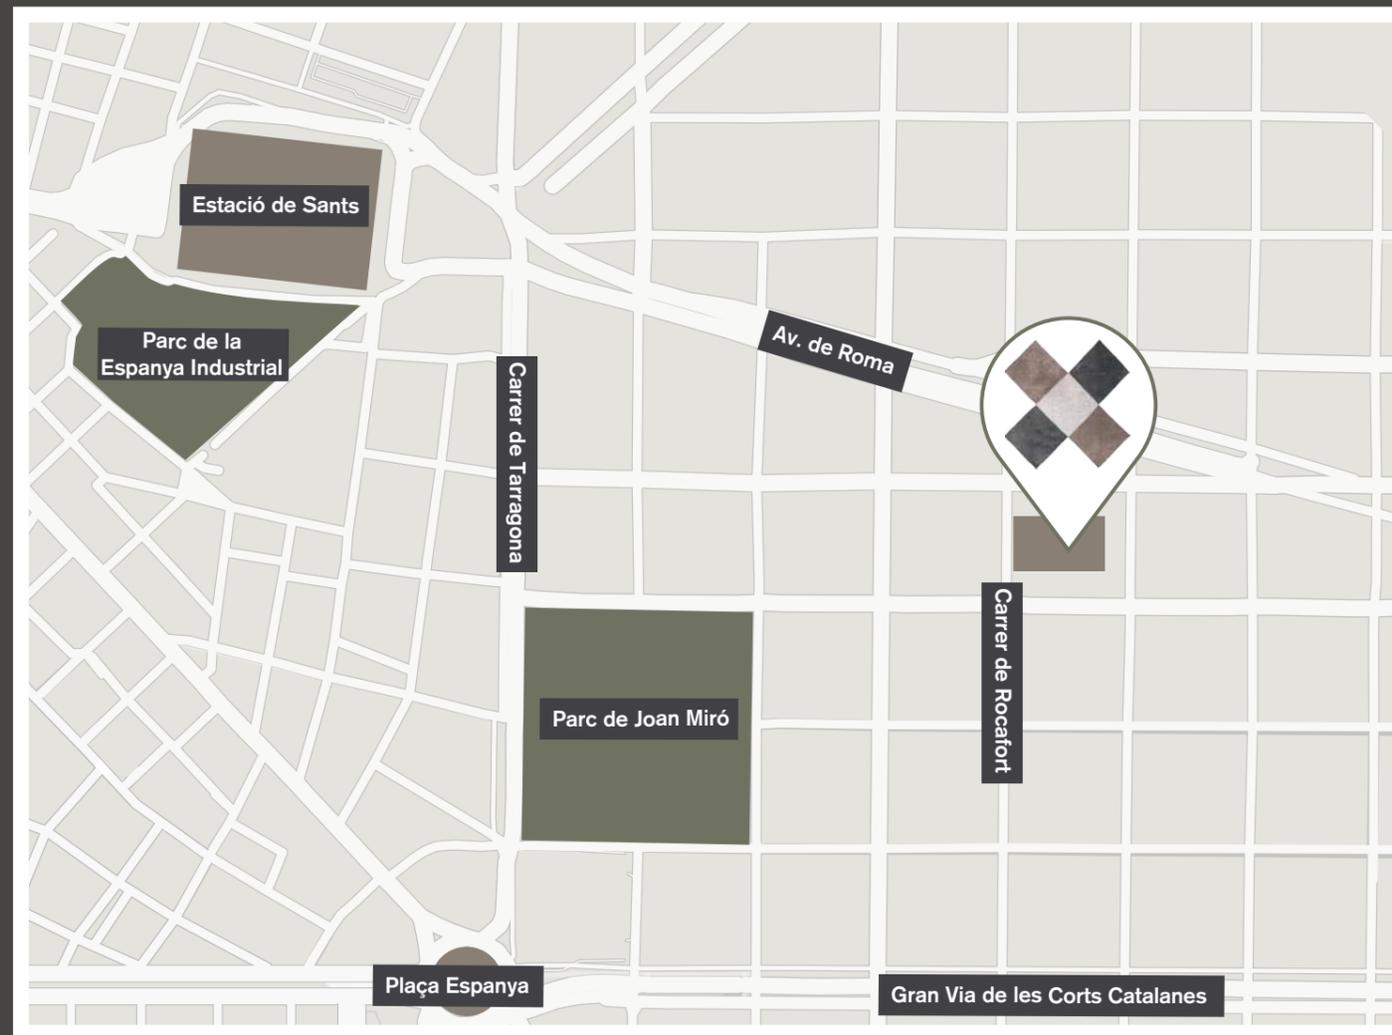 Estació de Sants
Parc de la
Espanya Industrial
Av. de Roma
Carrer de Tarragona
Carrer de Rocafort
Parc de Joan Miró
Plaça Espanya
Gran Via de les Corts Catalanes